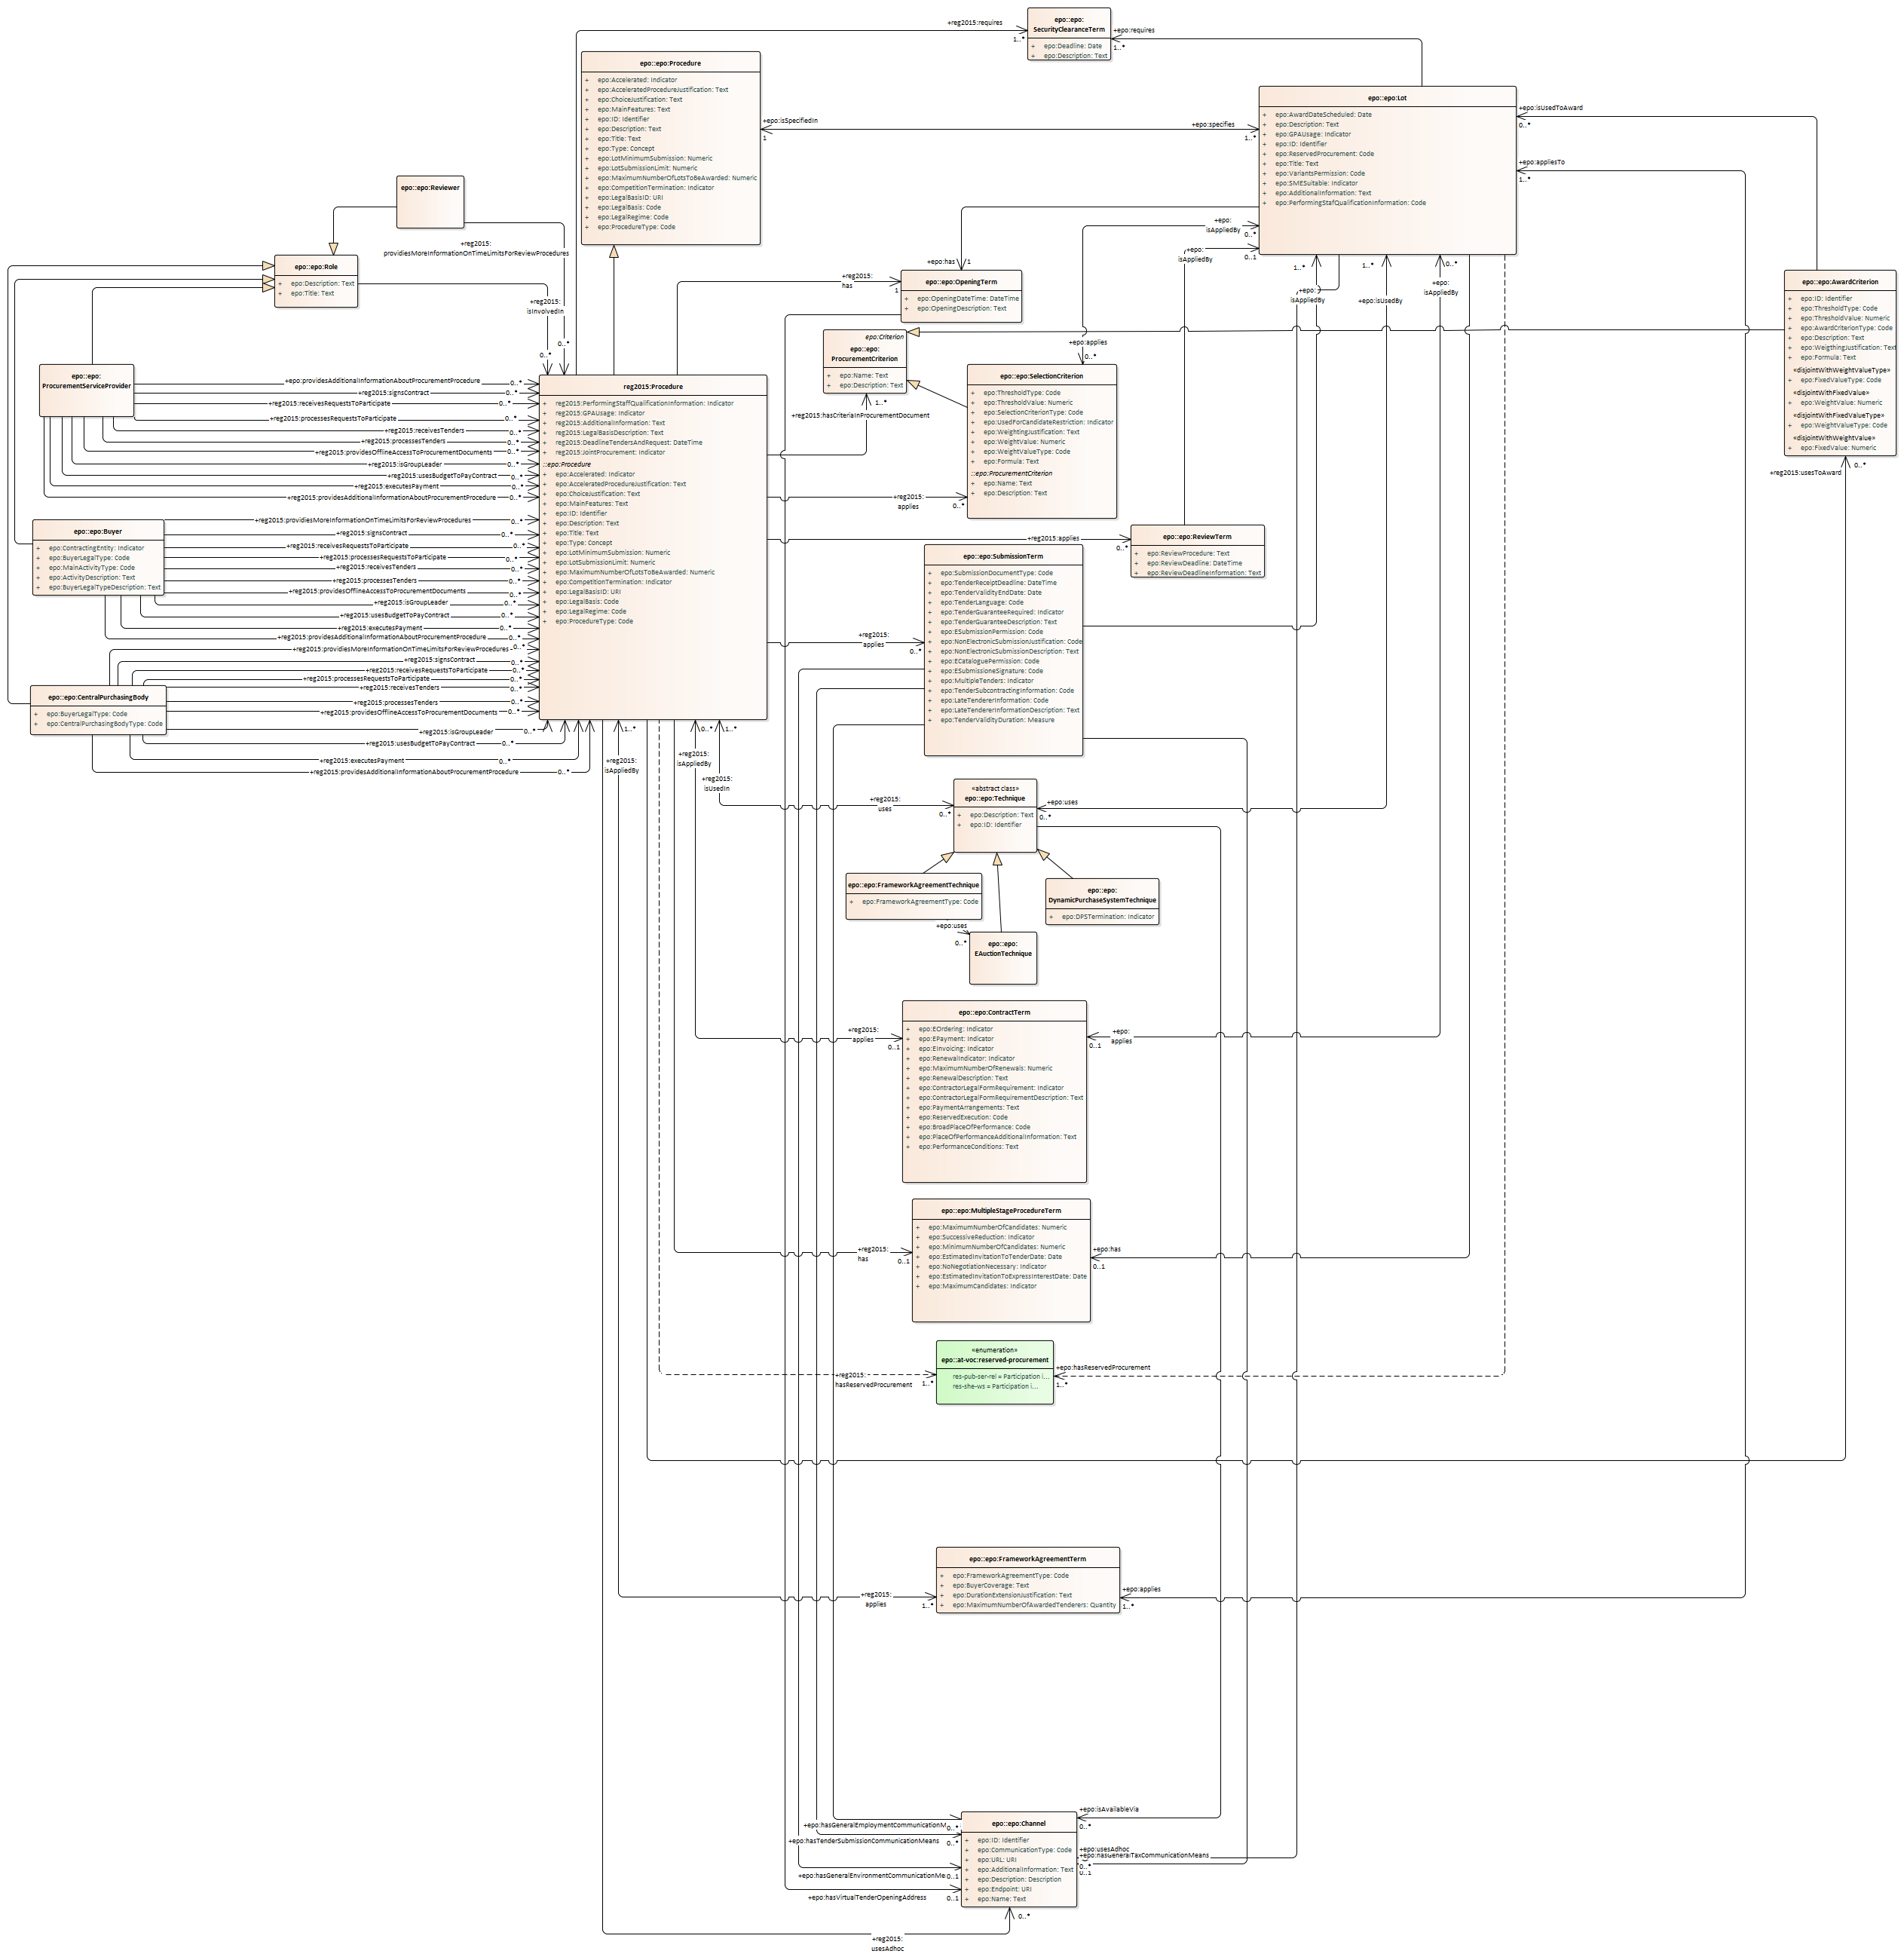 +reg2015:requires
1..*
epo::epo:
SecurityClearanceTerm
+ epo:Deadline: Date
+ epo:Description: Text
+epo:requires
1..*
epo::epo:Procedure
+ epo:Accelerated: Indicator
+ epo:AcceleratedProcedureJustification: Text
+ epo:ChoiceJustification: Text
+ epo:MainFeatures: Text
+ epo:ID: Identifier
+ epo:Description: Text
+ epo:Title: Text
+ epo:Type: Concept
+ epo:LotMinimumSubmission: Numeric
+ epo:LotSubmissionLimit: Numeric
+ epo:MaximumNumberOfLotsToBeAwarded: Numeric
+ epo:CompetitionTermination: Indicator
+ epo:LegalBasisID: URI
+ epo:LegalBasis: Code
+ epo:LegalRegime: Code
+ epo:ProcedureType: Code
+epo:isSpecifiedIn
1
+epo:specifies
1..*
epo::epo:Lot
+ epo:AwardDateScheduled: Date
+ epo:Description: Text
+ epo:GPAUsage: Indicator
+ epo:ID: Identifier
+ epo:ReservedProcurement: Code
+ epo:Title: Text
+ epo:VariantsPermission: Code
+ epo:SMESuitable: Indicator
+ epo:AdditionalInformation: Text
+ epo:PerformingStafQualificationInformation: Code
+epo:isUsedToAward
0..*
+epo:appliesTo
1..*
epo::epo:Reviewer
+reg2015:
providiesMoreInformationOnTimeLimitsForReviewProcedures
0..*
epo::epo:Role
+ epo:Description: Text
+ epo:Title: Text
+reg2015:
isInvolvedIn
0..*
+epo:
isAppliedBy
0..*
+epo:
isAppliedBy
0..1
+epo:has
1
+reg2015:
has
1
epo::epo:OpeningTerm
+ epo:OpeningDateTime: DateTime
+ epo:OpeningDescription: Text
1..*
+epo:
isAppliedBy
1..*
+epo:isUsedBy
0..*
+epo:
isAppliedBy
epo::epo:AwardCriterion
+ epo:ID: Identifier
+ epo:ThresholdType: Code
+ epo:ThresholdValue: Numeric
+ epo:AwardCriterionType: Code
+ epo:Description: Text
+ epo:WeigthingJustification: Text
+ epo:Formula: Text
«disjointWithWeightValueType»
+ epo:FixedValueType: Code
«disjointWithFixedValue»
+ epo:WeightValue: Numeric
«disjointWithFixedValueType»
+ epo:WeightValueType: Code
«disjointWithWeightValue»
+ epo:FixedValue: Numeric
+reg2015:usesToAward
0..*
epo:Criterion
epo::epo:
ProcurementCriterion
+ epo:Name: Text
+ epo:Description: Text
1..*
+reg2015:hasCriteriaInProcurementDocument
+epo:applies
0..*
epo::epo:SelectionCriterion
+ epo:ThresholdType: Code
+ epo:ThresholdValue: Numeric
+ epo:SelectionCriterionType: Code
+ epo:UsedForCandidateRestriction: Indicator
+ epo:WeightingJustification: Text
+ epo:WeightValue: Numeric
+ epo:WeightValueType: Code
+ epo:Formula: Text
::epo:ProcurementCriterion
+ epo:Name: Text
+ epo:Description: Text
+reg2015:
applies
0..*
epo::epo:
ProcurementServiceProvider
+epo:providesAdditionalInformationAboutProcurementProcedure 0..*
+reg2015:signsContract 0..*
+reg2015:receivesRequestsToParticipate 0..*
+reg2015:processesRequestsToParticipate 0..*
+reg2015:receivesTenders 0..*
+reg2015:processesTenders 0..*
+reg2015:providesOfflineAccessToProcurementDocuments 0..*
+reg2015:isGroupLeader 0..*
+reg2015:usesBudgetToPayContract 0..*
+reg2015:executesPayment 0..*
+reg2015:providesAdditionalInformationAboutProcurementProcedure 0..*
reg2015:Procedure
+ reg2015:PerformingStaffQualificationInformation: Indicator
+ reg2015:GPAUsage: Indicator
+ reg2015:AdditionalInformation: Text
+ reg2015:LegalBasisDescription: Text
+ reg2015:DeadlineTendersAndRequest: DateTime
+ reg2015:JointProcurement: Indicator
::epo:Procedure
+ epo:Accelerated: Indicator
+ epo:AcceleratedProcedureJustification: Text
+ epo:ChoiceJustification: Text
+ epo:MainFeatures: Text
+ epo:ID: Identifier
+ epo:Description: Text
+ epo:Title: Text
+ epo:Type: Concept
+ epo:LotMinimumSubmission: Numeric
+ epo:LotSubmissionLimit: Numeric
+ epo:MaximumNumberOfLotsToBeAwarded: Numeric
+ epo:CompetitionTermination: Indicator
+ epo:LegalBasisID: URI
+ epo:LegalBasis: Code
+ epo:LegalRegime: Code
+ epo:ProcedureType: Code
epo::epo:Buyer
+ epo:ContractingEntity: Indicator
+ epo:BuyerLegalType: Code
+ epo:MainActivityType: Code
+ epo:ActivityDescription: Text
+ epo:BuyerLegalTypeDescription: Text
+reg2015:providiesMoreInformationOnTimeLimitsForReviewProcedures 0..*
+reg2015:signsContract 0..*
+reg2015:receivesRequestsToParticipate 0..*
+reg2015:processesRequestsToParticipate 0..*
+reg2015:receivesTenders 0..*
+reg2015:processesTenders 0..*
+reg2015:providesOfflineAccessToProcurementDocuments 0..*
+reg2015:isGroupLeader 0..*
+reg2015:usesBudgetToPayContract 0..*
+reg2015:executesPayment 0..*
+reg2015:providesAdditionalInformationAboutProcurementProcedure 0..*
+reg2015:providiesMoreInformationOnTimeLimitsForReviewProcedures 0..*
+reg2015:signsContract 0..*
+reg2015:receivesRequestsToParticipate 0..*
+reg2015:processesRequestsToParticipate 0..*
+reg2015:receivesTenders 0..*
epo::epo:CentralPurchasingBody
+ epo:BuyerLegalType: Code
+ epo:CentralPurchasingBodyType: Code
+reg2015:processesTenders 0..*
+reg2015:providesOfflineAccessToProcurementDocuments 0..*
+reg2015:isGroupLeader 0..*
+reg2015:usesBudgetToPayContract 0..*
+reg2015:executesPayment 0..*
+reg2015:providesAdditionalInformationAboutProcurementProcedure 0..*
+reg2015:applies
0..*
epo::epo:ReviewTerm
+ epo:ReviewProcedure: Text
+ epo:ReviewDeadline: DateTime
+ epo:ReviewDeadlineInformation: Text
epo::epo:SubmissionTerm
+ epo:SubmissionDocumentType: Code
+ epo:TenderReceiptDeadline: DateTime
+ epo:TenderValidityEndDate: Date
+ epo:TenderLanguage: Code
+ epo:TenderGuaranteeRequired: Indicator
+ epo:TenderGuaranteeDescription: Text
+ epo:ESubmissionPermission: Code
+ epo:NonElectronicSubmissionJustification: Code
+ epo:NonElectronicSubmissionDescription: Text
+ epo:ECataloguePermission: Code
+ epo:ESubmissioneSignature: Code
+ epo:MultipleTenders: Indicator
+ epo:TenderSubcontractingInformation: Code
+ epo:LateTendererInformation: Code
+ epo:LateTendererInformationDescription: Text
+ epo:TenderValidityDuration: Measure
+reg2015:
applies
0..*
1..*
+reg2015:
isAppliedBy
0..*
+reg2015:
isAppliedBy
1..*
+reg2015:
isUsedIn
+reg2015:
uses
0..*
«abstract class»
epo::epo:Technique
+ epo:Description: Text
+ epo:ID: Identifier
+epo:uses
0..*
epo::epo:FrameworkAgreementTechnique
+ epo:FrameworkAgreementType: Code
epo::epo:
DynamicPurchaseSystemTechnique
+ epo:DPSTermination: Indicator
+epo:uses
0..*
epo::epo:
EAuctionTechnique
epo::epo:ContractTerm
+ epo:EOrdering: Indicator
+ epo:EPayment: Indicator
+ epo:EInvoicing: Indicator
+ epo:RenewalIndicator: Indicator
+ epo:MaximumNumberOfRenewals: Numeric
+ epo:RenewalDescription: Text
+ epo:ContractorLegalFormRequirement: Indicator
+ epo:ContractorLegalFormRequirementDescription: Text
+ epo:PaymentArrangements: Text
+ epo:ReservedExecution: Code
+ epo:BroadPlaceOfPerformance: Code
+ epo:PlaceOfPerformanceAdditionalInformation: Text
+ epo:PerformanceConditions: Text
+reg2015:
applies
0..1
+epo:
applies
0..1
epo::epo:MultipleStageProcedureTerm
+ epo:MaximumNumberOfCandidates: Numeric
+ epo:SuccessiveReduction: Indicator
+ epo:MinimumNumberOfCandidates: Numeric
+ epo:EstimatedInvitationToTenderDate: Date
+ epo:NoNegotiationNecessary: Indicator
+ epo:EstimatedInvitationToExpressInterestDate: Date
+ epo:MaximumCandidates: Indicator
+reg2015:
has
0..1
+epo:has
0..1
«enumeration»
epo::at-voc:reserved-procurement
res-pub-ser-rel = Participation i...
res-she-ws = Participation i...
+reg2015:
hasReservedProcurement
1..*
+epo:hasReservedProcurement
1..*
epo::epo:FrameworkAgreementTerm
+ epo:FrameworkAgreementType: Code
+ epo:BuyerCoverage: Text
+ epo:DurationExtensionJustification: Text
+ epo:MaximumNumberOfAwardedTenderers: Quantity
+reg2015:
applies
1..*
+epo:applies
1..*
epo::epo:Channel
+ epo:ID: Identifier
+ epo:CommunicationType: Code
+ epo:URL: URI
+ epo:AdditionalInformation: Text
+ epo:Description: Description
+ epo:Endpoint: URI
+ epo:Name: Text
+epo:isAvailableVia
0..*
+epo:hasGeneralEmploymentCommunicationM
0..*
+epo:hasTenderSubmissionCommunicationMeans
0..*
+epo:usesAdhoc
+epo:hasGeneralTaxCommunicationMeans
0..*
0..1
+epo:hasGeneralEnvironmentCommunicationMe
0..1
+epo:hasVirtualTenderOpeningAddress
0..1
0..*
+reg2015:
usesAdhoc